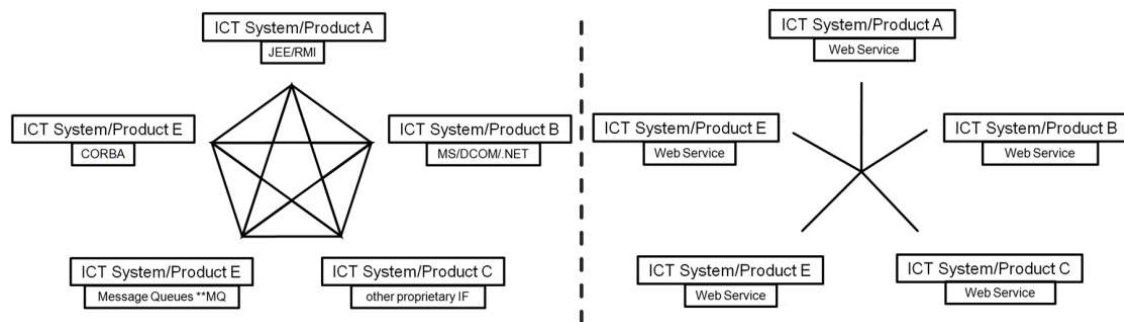 ICT System/Product A
JEE/RMI
ICT System/Product E
CORBA
ICT System/Product B
MS/DCOM/.NET
ICT System/Product E
Message Queues **MQ
ICT System/Product C
other proprietary IF
ICT System/Product A
Web Service
ICT System/Product E
Web Service
ICT System/Product B
Web Service
ICT System/Product E
Web Service
ICT System/Product C
Web Service